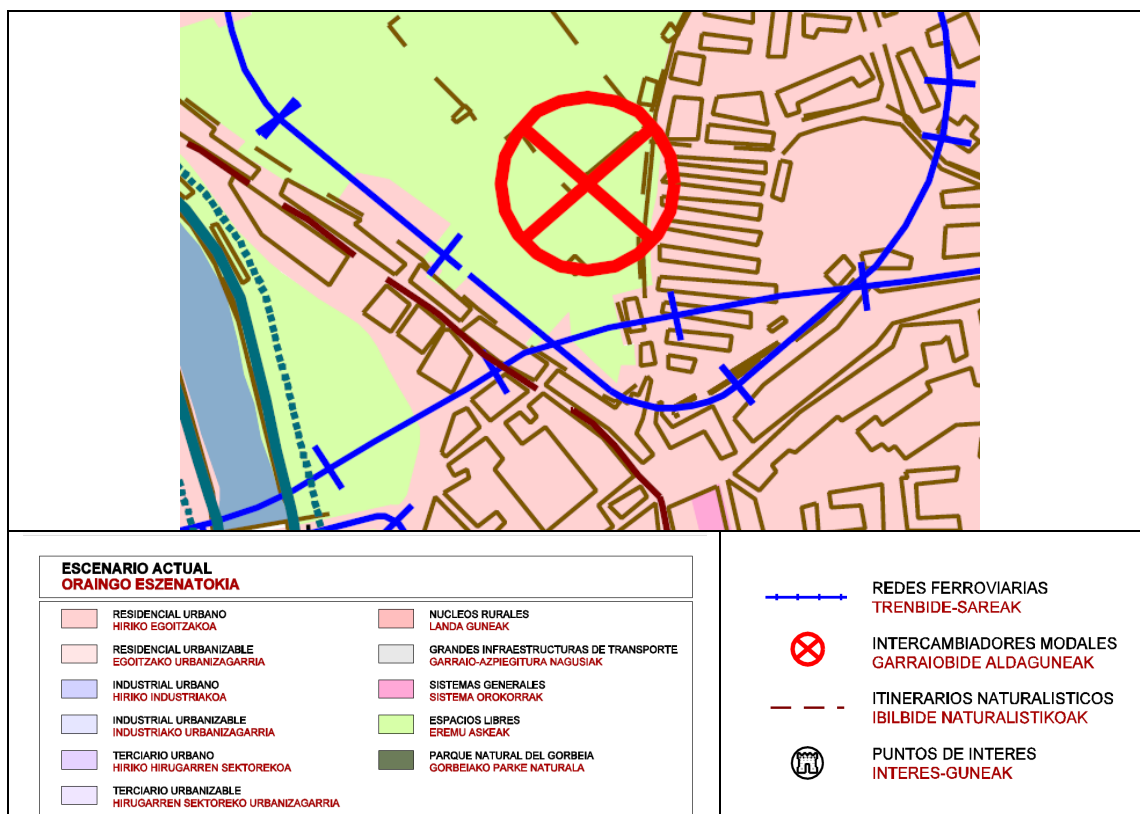 ESCENARIO ACTUAL
ORAINGO ESZENATOKIA
RESIDENCIAL URBANO
HIRIKO EGOITZAKOA
RESIDENCIAL URBANIZABLE
EGOITZAKO URBANIZAGARRIA
INDUSTRIAL URBANO
HIRIKO INDUSTRIAKOA
INDUSTRIAL URBANIZABLE
INDUSTRIAKO URBANIZAGARRIA
TERCIARIO URBANO
HIRIKO HIRUGARREN SEKTOREKOA
TERCIARIO URBANIZABLE
HIRUGARREN SEKTOREKO URBANIZAGARRIA
NUCLEOS RURALES
LANDA GUNEAK
GRANDES INFRAESTRUCTURAS DE TRANSPORTE
GARRAIO-AZPIEGITURA NAGUSIAK
SISTEMAS GENERALES
SISTEMA OROKORRAK
ESPACIOS LIBRES
EREMU ASKEAK
PARQUE NATURAL DEL GORBEIA
GORBEIAKO PARKE NATURALA
REDES FERROVIARIAS
TRENBIDE-SAREAK
INTERCAMBIADORES MODALES
GARRAIOBIDE ALDAGUNEAK
ITINERARIOS NATURALISTICOS
IBILBIDE NATURALISTIKOAK
PUNTOS DE INTERES
INTERES-GUNEAK